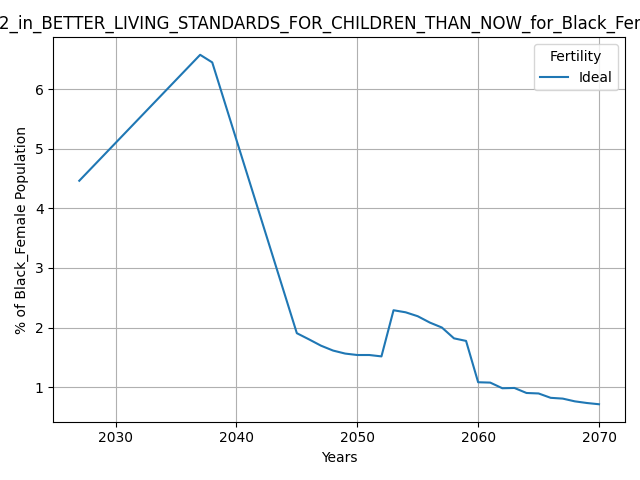 2_in_BETTER_LIVING_STANDARDS_FOR_CHILDREN_THAN_NOW_for_Black_Fer
Fertility
Ideal
% of Black_Female Population
6
5
4
3
2
1
2030 2040 2050 2060 2070
Years